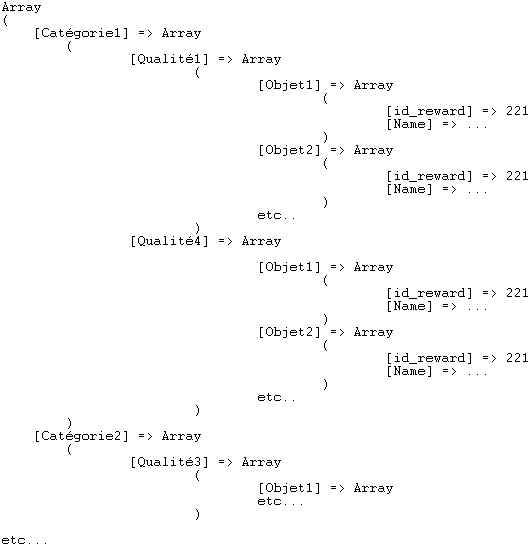 Array
(
[Catégorie1] => Array
(
[Qualité1] => Array
(
[Objet1] => Array
(
[id_reward] => 221
[Name] => ...
)
[Objet2] => Array
(
[id_reward] => 221
[Name] => ...
)
etc..
)
[Qualité4] => Array
[Objet1] => Array
(
[id_reward] => 221
[Name] => ...
)
[Objet2] => Array
(
[id_reward] => 221
[Name] => ...
)
etc..
)
)
[Catégorie2] => Array
(
[Qualité3] => Array
(
[Objet1] => Array
etc...
)
etc...